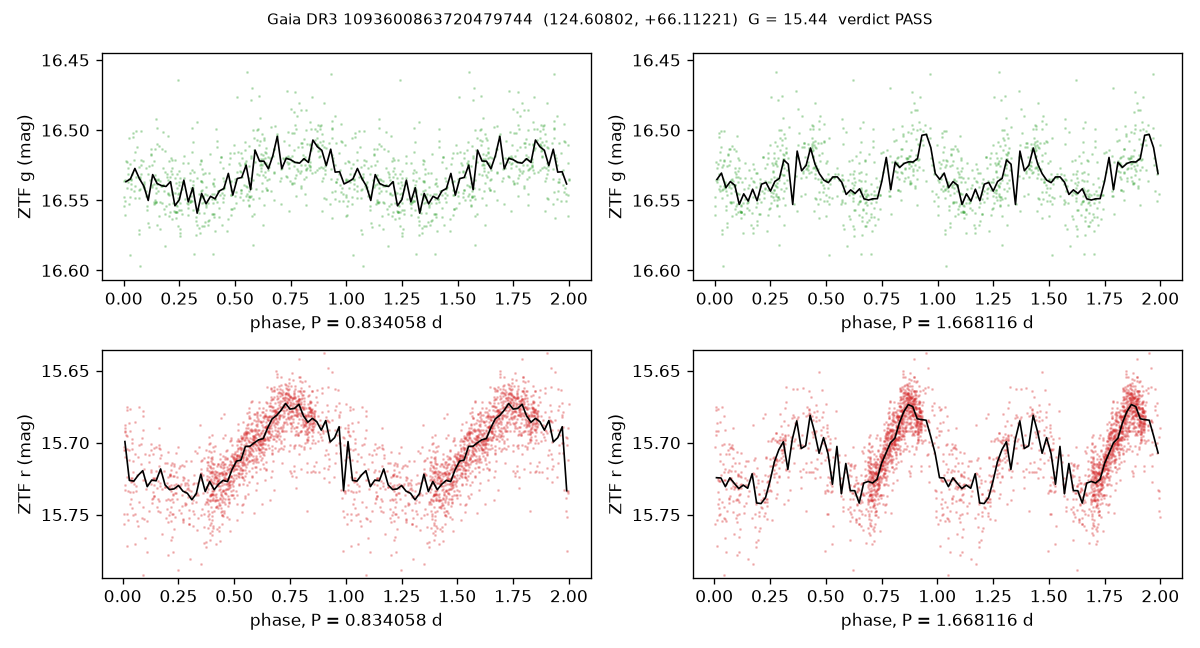 Gaia DR3 1093600863720479744 (124.60802, +66.11221) G = 15.44 verdict PASS
ZTF g (mag)
16.45
16.50
16.55
16.60
0.00 0.25 0.50 0.75 1.00 1.25 1.50 1.75 2.00
phase, P = 0.834058 d
ZTF g (mag)
16.45
16.50
16.55
16.60
0.00 0.25 0.50 0.75 1.00 1.25 1.50 1.75 2.00
phase, P = 1.668116 d
ZTF r (mag)
15.65
15.70
15.75
0.00 0.25 0.50 0.75 1.00 1.25 1.50 1.75 2.00
phase, P = 0.834058 d
ZTF r (mag)
15.65
15.70
15.75
0.00 0.25 0.50 0.75 1.00 1.25 1.50 1.75 2.00
phase, P = 1.668116 d